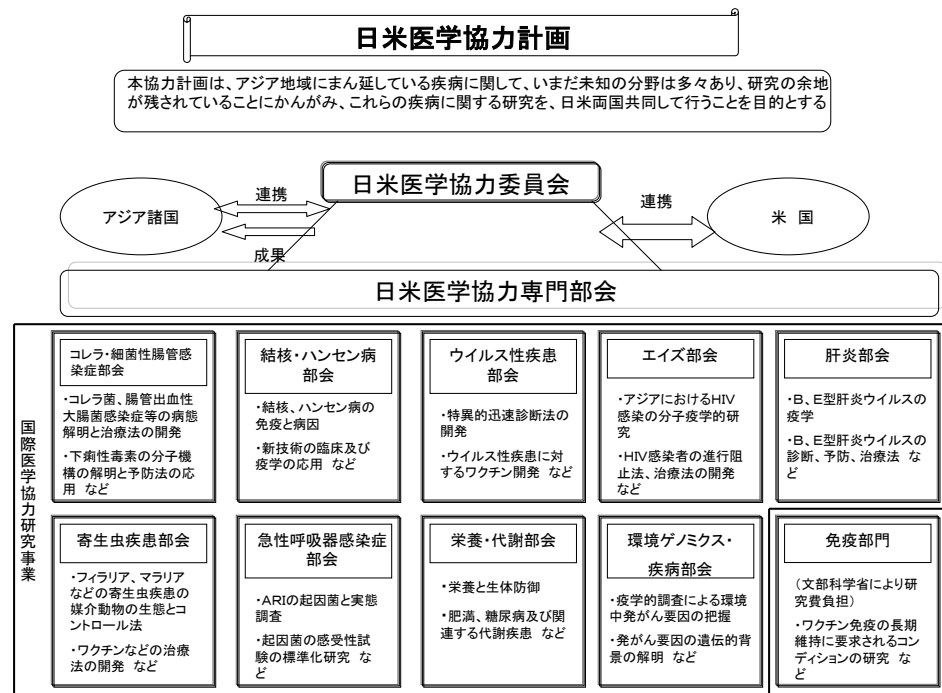 日米医学協力計画
本協力計画は、アジア地域にまん延している疾病に関して、いまだ未知の分野は多々あり、研究の余地
が残されていることにかんがみ、これらの疾病に関する研究を、日米両国共同して行うことを目的とする
日米医学協力委員会
アジア諸国
連携
成果
連携
米 国
日米医学協力専門部会
国際医学協力研究事業
コレラ・細菌性腸管感
染症部会
・コレラ菌、腸管出血性
大腸菌感染症等の病態
解明と治療法の開発
・下痢性毒素の分子機
構の解明と予防法の応
用 など
結核・ハンセン病
部会
・結核、ハンセン病の
免疫と病因
・新技術の臨床及び
疫学の応用 など
ウイルス性疾患
部会
・特異的迅速診断法の
開発
・ウイルス性疾患に対
するワクチン開発 など
エイズ部会
・アジアにおけるHIV
感染の分子疫学的研
究
・HIV感染者の進行阻
止法、治療法の開発
など
肝炎部会
・B、E型肝炎ウイルスの
疫学
・B、E型肝炎ウイルスの
診断、予防、治療法 な
ど
寄生虫疾患部会
・フィラリア、マラリア
などの寄生虫疾患の
媒介動物の生態とコ
ントロール法
・ワクチンなどの治療
法の開発 など
急性呼吸器感染症
部会
・ARIの起因菌と実態
調査
・起因菌の感受性試
験の標準化研究 な
ど
栄養・代謝部会
・栄養と生体防御
・肥満、糖尿病及び関
連する代謝疾患 など
環境ゲノミクス・
疾病部会
・疫学的調査による環境
中発がん要因の把握
・発がん要因の遺伝的背
景の解明 など
免疫部門
(文部科学省により研
究費負担)
・ワクチン免疫の長期
維持に要求されるコン
ディションの研究 など